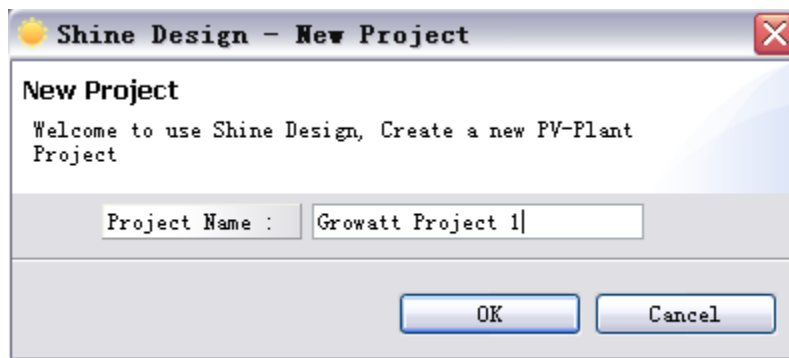 Shine Design - New Project
New Project
Welcome to use Shine Design, Create a new PV-Plant
Project
Project Name : Growatt Project 1
OK Cancel